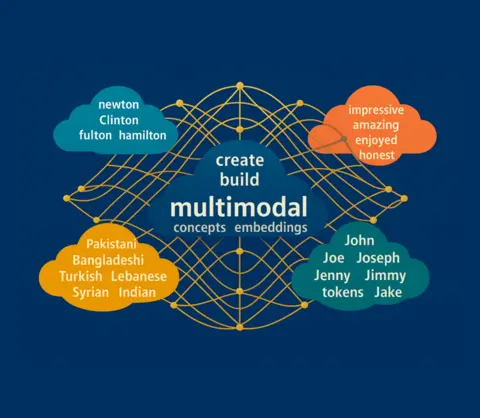 newton
Clinton
fulton hamilton
impressive
amazing
enjoyed
honest
create
build
multimodal
concepts embeddings
Pakistani
Bangladeshi
Turkish Lebanese
Syrian Indian
John
Joe Joseph
Jenny Jimmy
tokens Jake